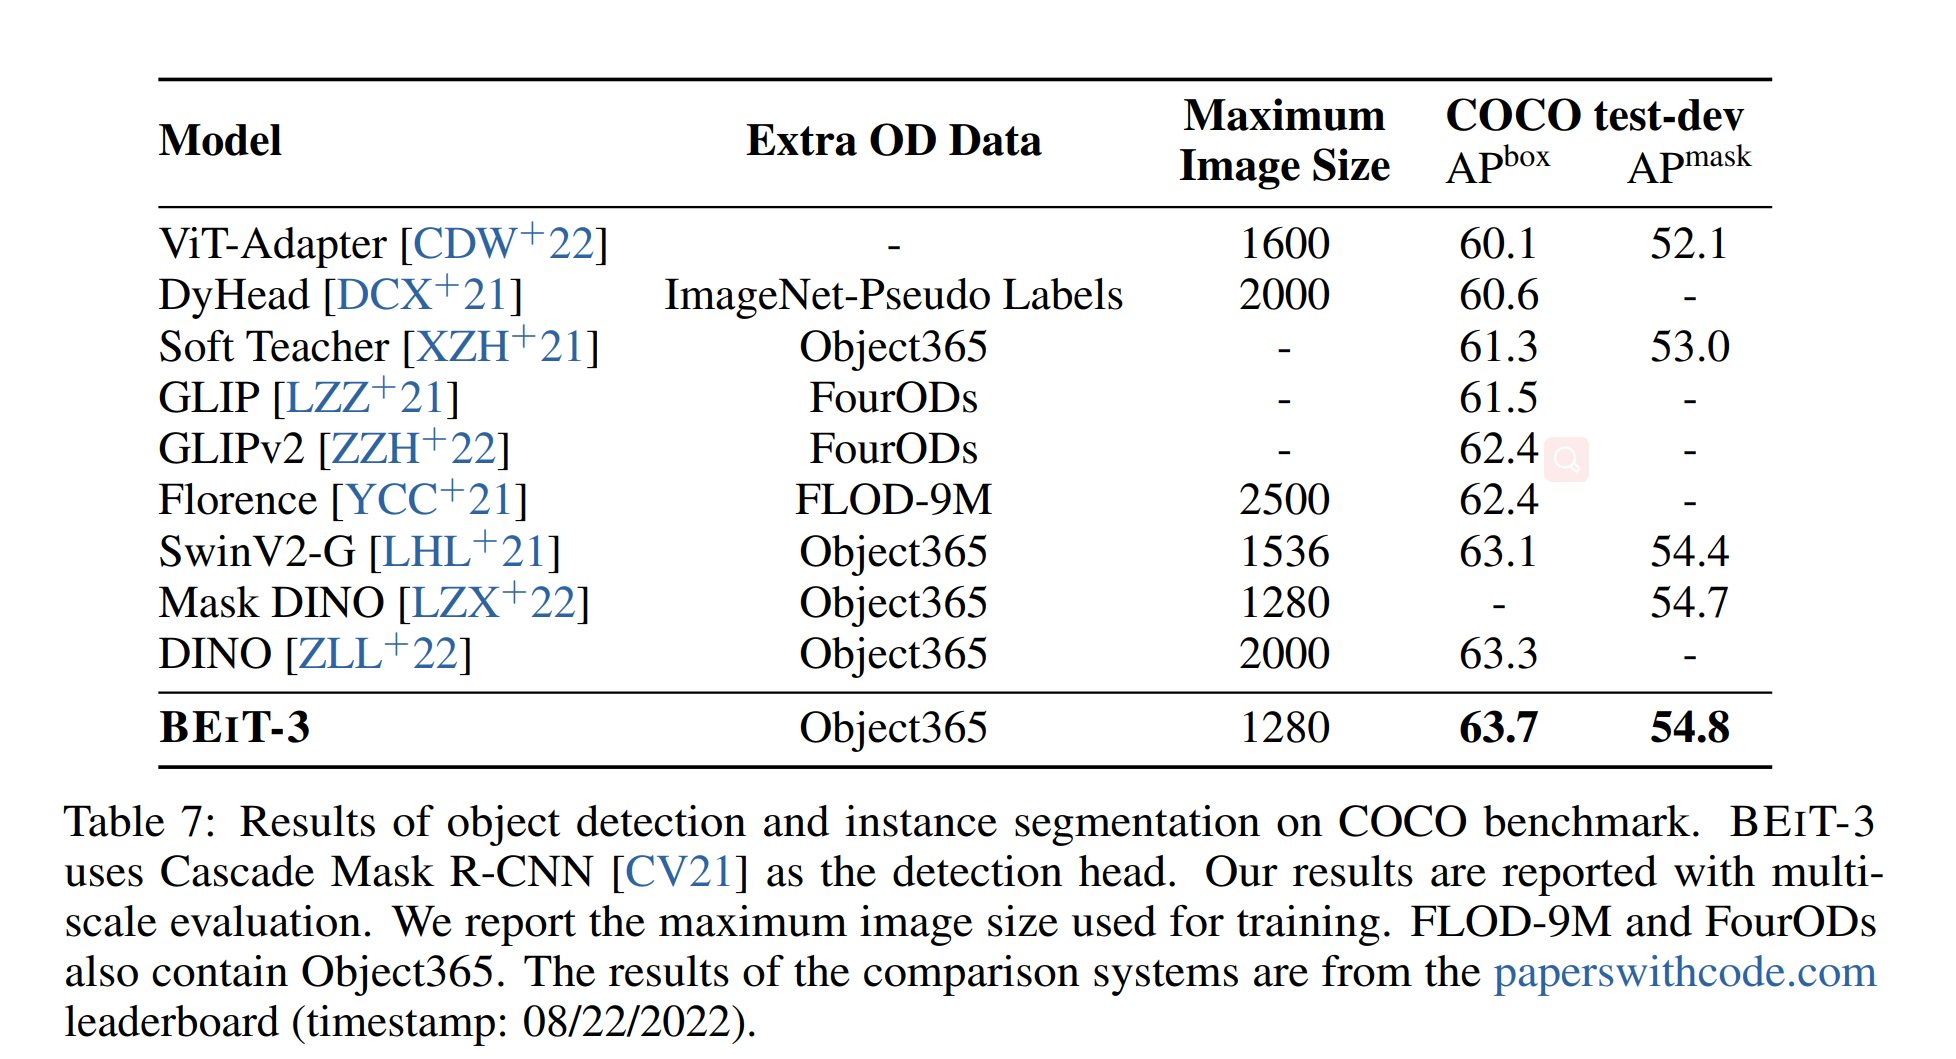 Model Extra OD Data Maximum Image Size COCO test-dev
AP^box AP^mask
ViT-Adapter [CDW+22] - 1600 60.1 52.1
DyHead [DCX+21] ImageNet-Pseudo Labels 2000 60.6 -
Soft Teacher [XZH+21] Object365 - 61.3 53.0
GLIP [LZZ+21] FourODs - 61.5 -
GLIPv2 [ZZH+22] FourODs - 62.4 -
Florence [YCC+21] FLOD-9M 2500 62.4 -
SwinV2-G [LHL+21] Object365 1536 63.1 54.4
Mask DINO [LZX+22] Object365 1280 - 54.7
DINO [ZLL+22] Object365 2000 63.3 -
BEIT-3 Object365 1280 63.7 54.8
Table 7: Results of object detection and instance segmentation on COCO benchmark. BEIT-3
uses Cascade Mask R-CNN [CV21] as the detection head. Our results are reported with multi-
scale evaluation. We report the maximum image size used for training. FLOD-9M and FourODs
also contain Object365. The results of the comparison systems are from the paperswithcode.com
leaderboard (timestamp: 08/22/2022).